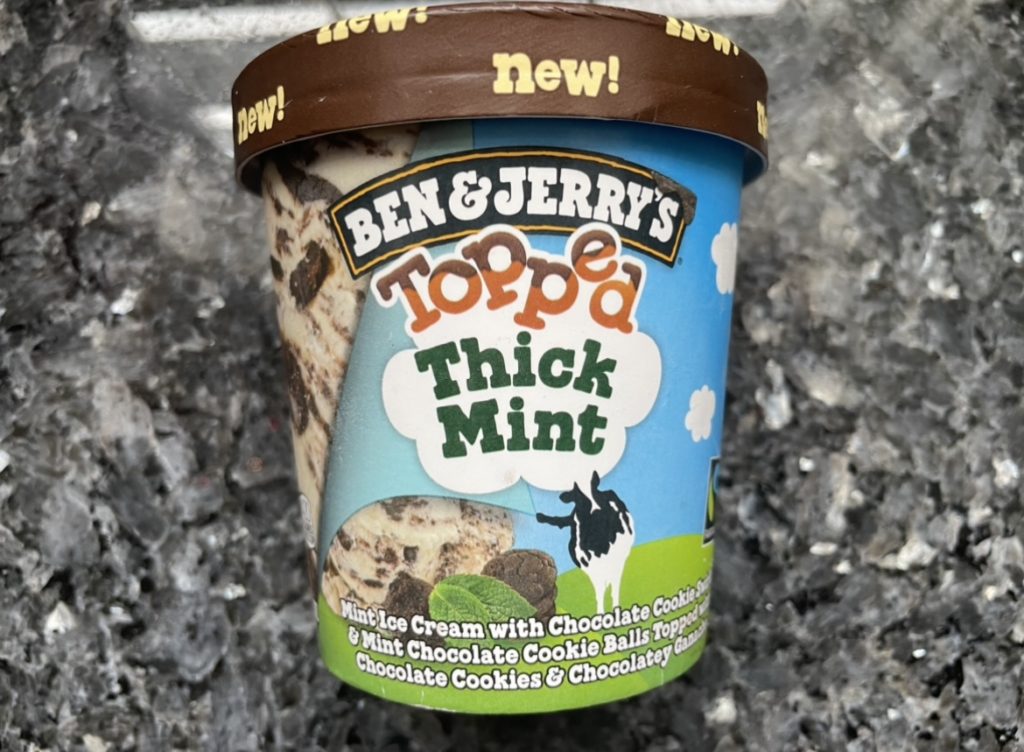 new!
new!
new!
new!
BEN & JERRY'S
Topped
Thick
Mint
Mint Ice Cream with Chocolate Cookie
& Mint Chocolate Cookie Balls Topped
Chocolate Cookies & Chocolatey